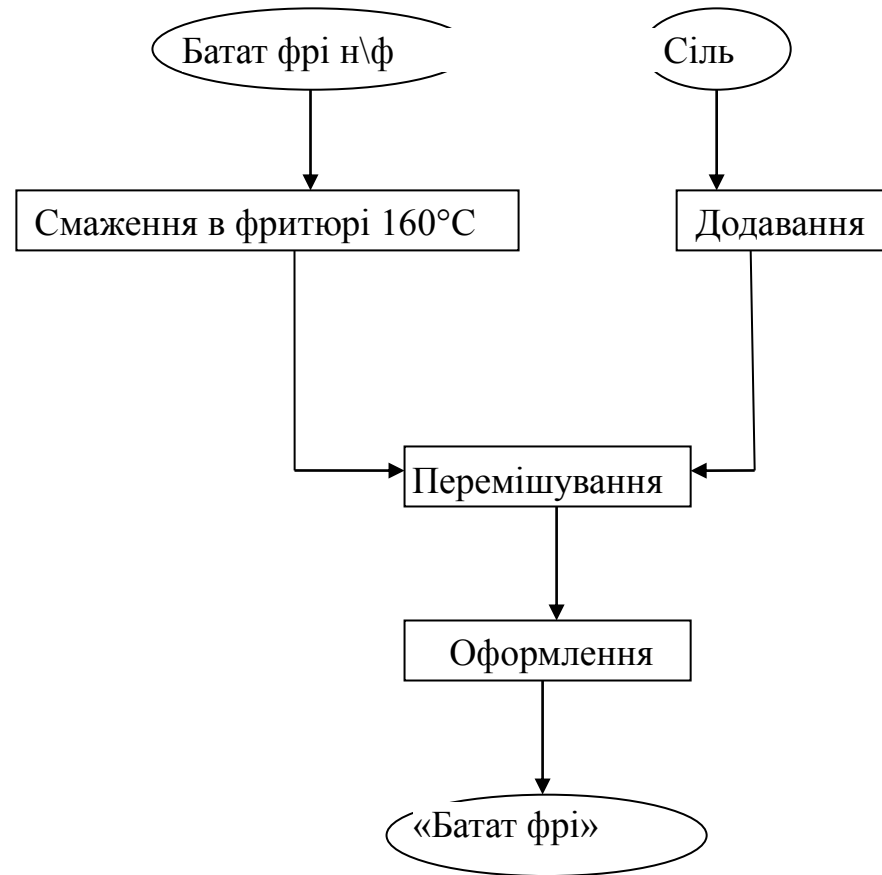 Батат фрі н\ф
Сіль
Смаження в фритюрі 160°С
Додавання
Перемішування
Оформлення
«Батат фрі»